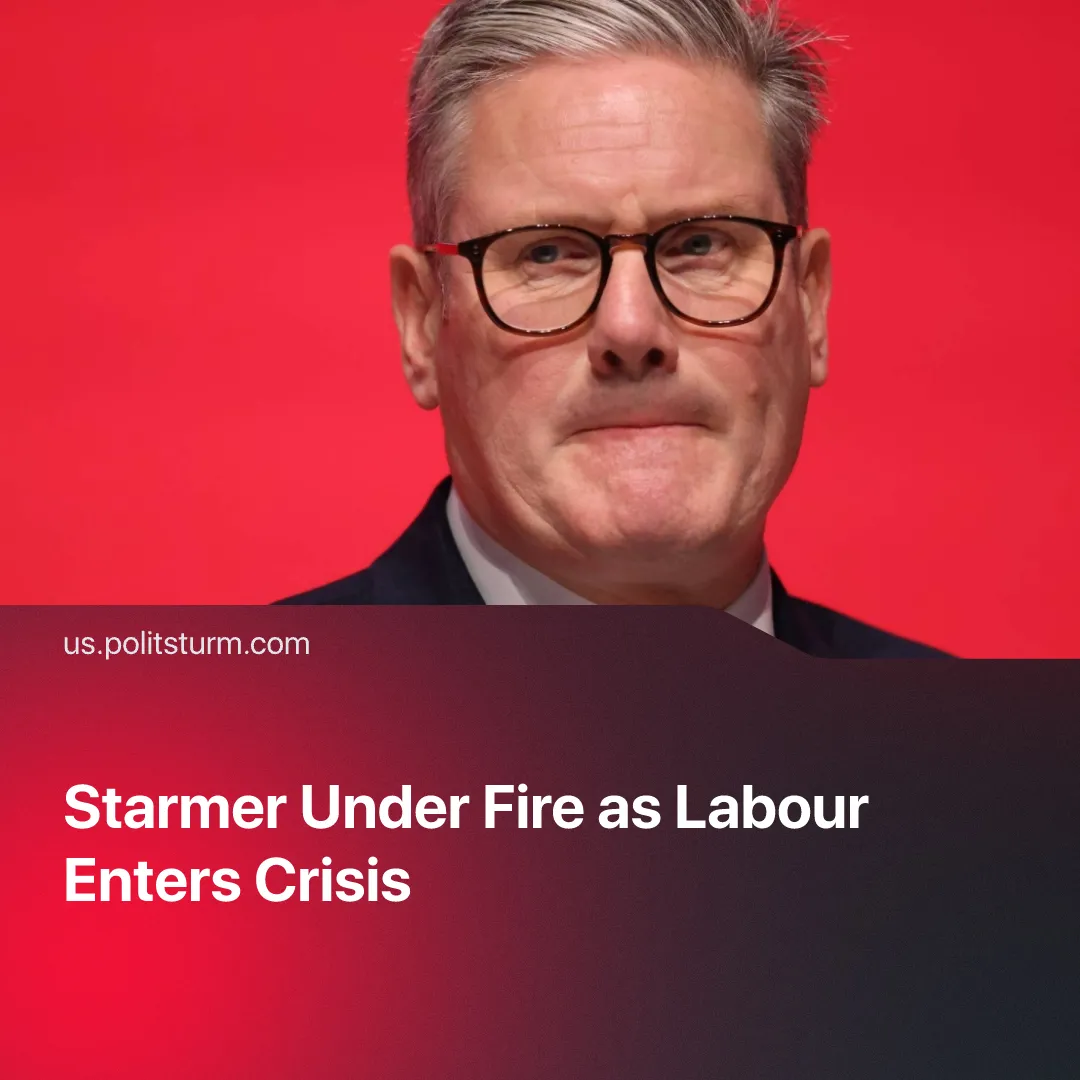 us.politsturm.com
Starmer Under Fire as Labour
Enters Crisis